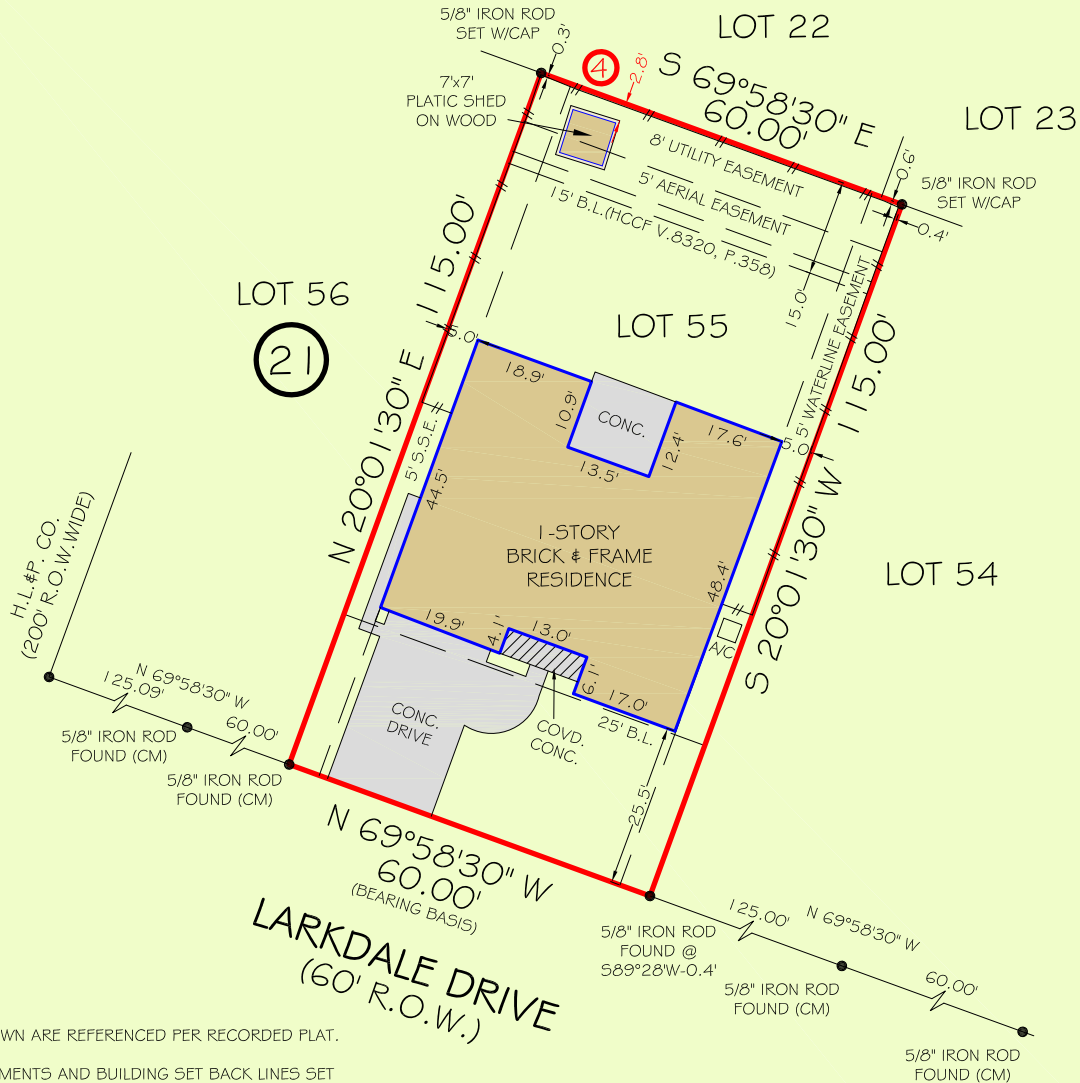 5/8" IRON ROD
SET W/CAP
0.3'
4
2.8'
LOT 22
S 69°58'30" E
60.00'
LOT 23
7'x7'
PLATIC SHED
ON WOOD
8' UTILITY EASEMENT
5' AERIAL EASEMENT
15' B.L.(HCCF V.8320, P.358)
0.6'
5/8" IRON ROD
SET W/CAP
0.4'
15.0'
5' WATERLINE EASEMENT
LOT 56
21
N 20°01'30" E 115.00'
LOT 55
5.0'
18.9'
10.9'
CONC.
13.5'
12.4'
17.6'
5.0'
S 20°01'30" W 115.00'
5' S.S.E.
44.5'
1-STORY
BRICK & FRAME
RESIDENCE
48.4'
LOT 54
A/C
H.L.&P. CO.
(200' R.O.W.WIDE)
19.9'
4.1'
13.0'
6.1'
17.0'
25' B.L.
COVD.
CONC.
CONC.
DRIVE
25.5'
N 69°58'30" W
125.09'
60.00'
5/8" IRON ROD
FOUND (CM)
5/8" IRON ROD
FOUND (CM)
N 69°58'30" W
60.00'
(BEARING BASIS)
LARKDALE DRIVE
(60' R.O.W.)
5/8" IRON ROD
FOUND @
S89°28'W-0.4'
125.00'
N 69°58'30" W
60.00'
5/8" IRON ROD
FOUND (CM)
5/8" IRON ROD
FOUND (CM)
WN ARE REFERENCED PER RECORDED PLAT.
MENTS AND BUILDING SET BACK LINES SET